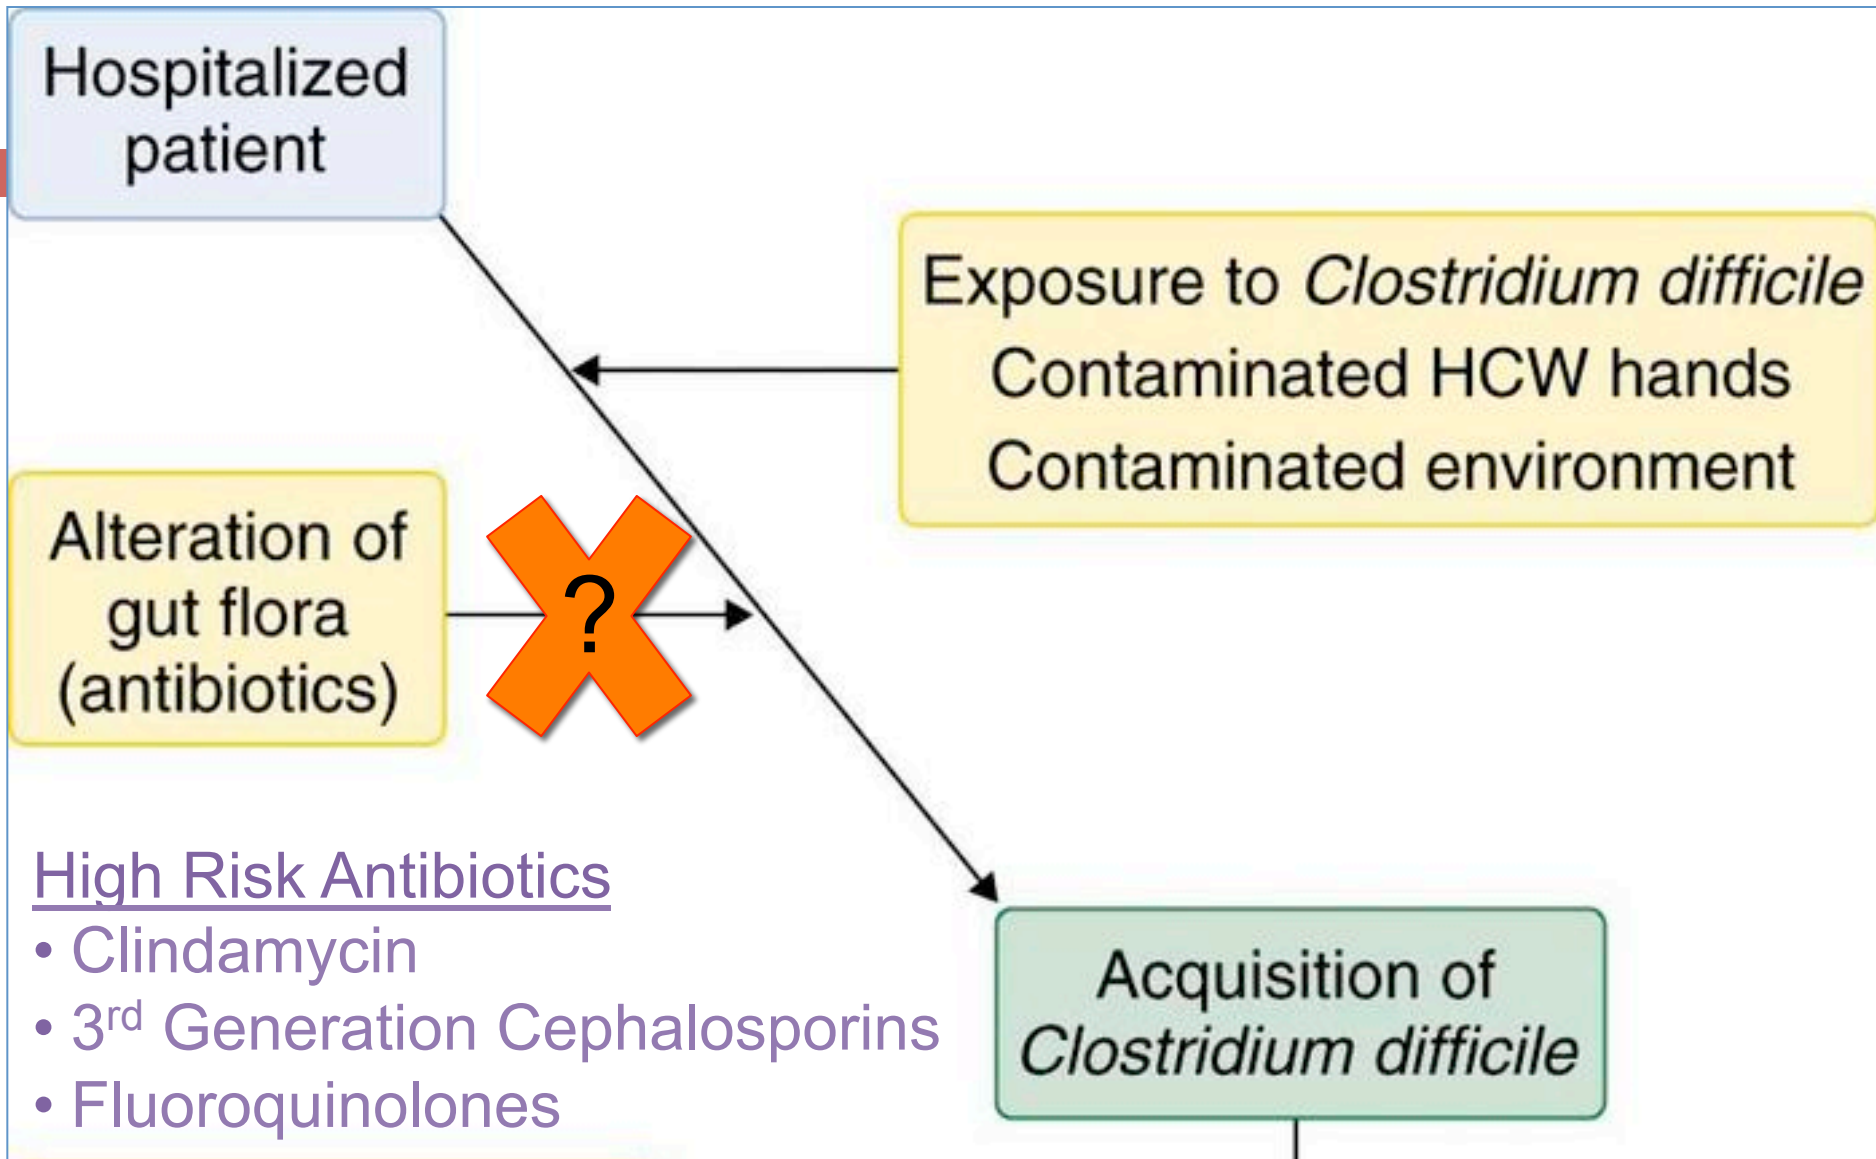 Hospitalized
patient
Exposure to Clostridium difficile
Contaminated HCW hands
Contaminated environment
Alteration of
gut flora
(antibiotics)
?
High Risk Antibiotics
• Clindamycin
• 3rd Generation Cephalosporins
• Fluoroquinolones
Acquisition of
Clostridium difficile